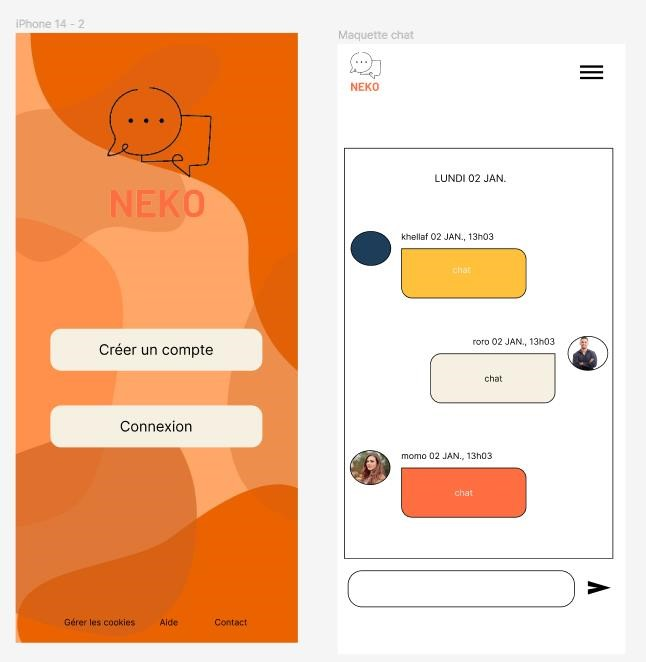 iPhone 14 - 2
NEKO
Créer un compte
Connexion
Gérer les cookies
Aide
Contact
Maquette chat
NEKO
LUNDI 02 JAN.
khellaf 02 JAN., 13h03
chat
roro 02 JAN., 13h03
chat
momo 02 JAN., 13h03
chat